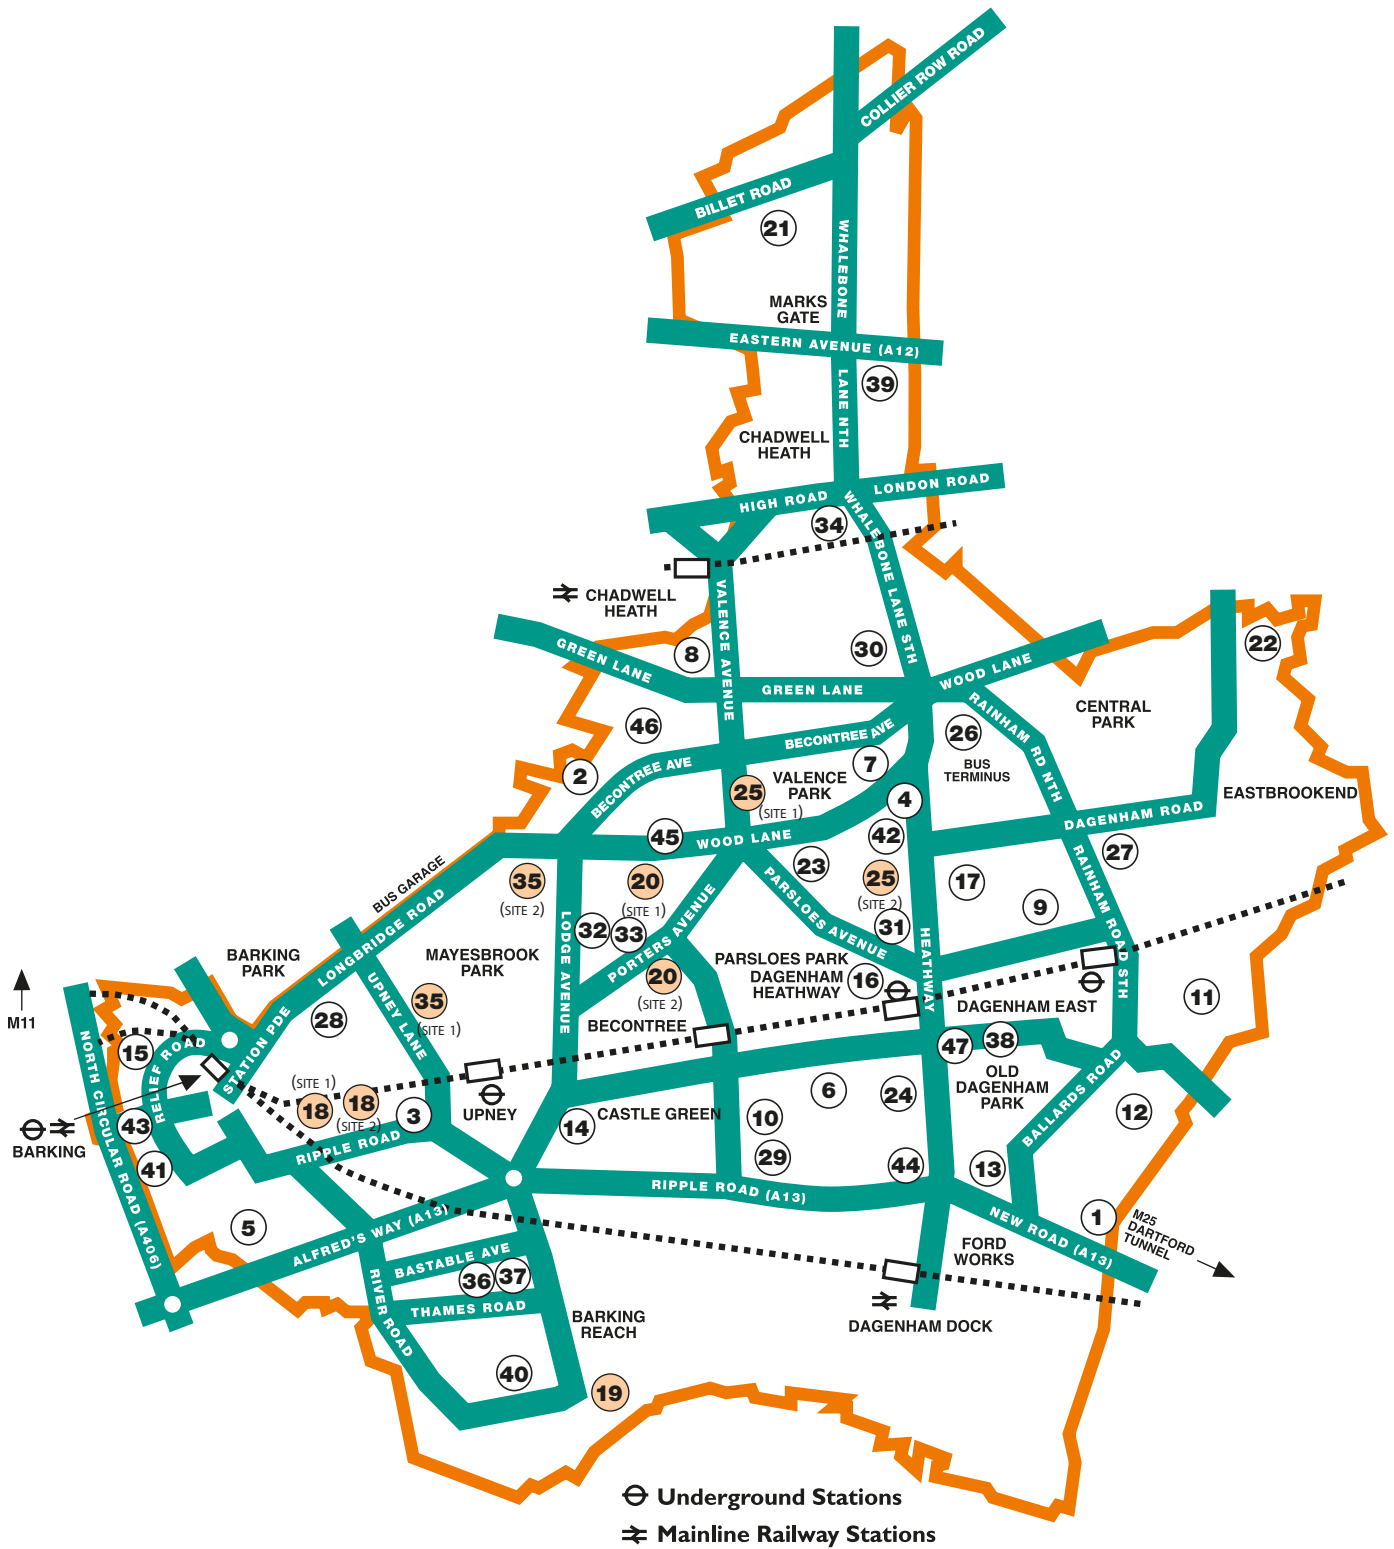 COLLIER ROW ROAD
BILLET ROAD
21
WHALEBONE
LANE NTH
MARKS
GATE
EASTERN AVENUE (A12)
39
CHADWELL
HEATH
HIGH ROAD
LONDON ROAD
34
WHALEBONE LANE STH
CHADWELL
HEATH
VALENCE AVENUE
GREEN LANE
8
30
22
GREEN LANE
WOOD LANE
CENTRAL
PARK
46
26
RAINHAM RD NTH
BECONTREE AVE
BECONTREE AVE
BUS
TERMINUS
2
7
VALENCE
PARK
25
(SITE 1)
4
EASTBROOKEND
DAGENHAM ROAD
45
WOOD LANE
42
27
23
BUS GARAGE
35
(SITE 2)
20
(SITE 1)
25
(SITE 2)
17
9
RAINHAM ROAD STH
LONGBRIDGE ROAD
LODGE AVENUE
32
33
PORTERS AVENUE
PARSLOES AVENUE
31
HEATHWAY
BARKING
PARK
MAYESBROOK
PARK
PARSLOES PARK
DAGENHAM
HEATHWAY
16
20
(SITE 2)
M11
35
(SITE 1)
UPNEY LANE
28
BECONTREE
DAGENHAM EAST
11
STATION PDE
NORTH CIRCULAR ROAD (A406)
15
RELIEF ROAD
47
38
OLD
DAGENHAM
PARK
BALLARDS ROAD
(SITE 1)
18
18
(SITE 2)
3
UPNEY
CASTLE GREEN
6
24
12
43
BARKING
14
10
RIPPLE ROAD
41
29
44
13
RIPPLE ROAD (A13)
5
ALFRED'S WAY (A13)
1
M25
DARTFORD
TUNNEL
NEW ROAD (A13)
FORD
WORKS
BASTABLE AVE
36
37
RIVER ROAD
THAMES ROAD
BARKING
REACH
DAGENHAM DOCK
40
19
Underground Stations
Mainline Railway Stations